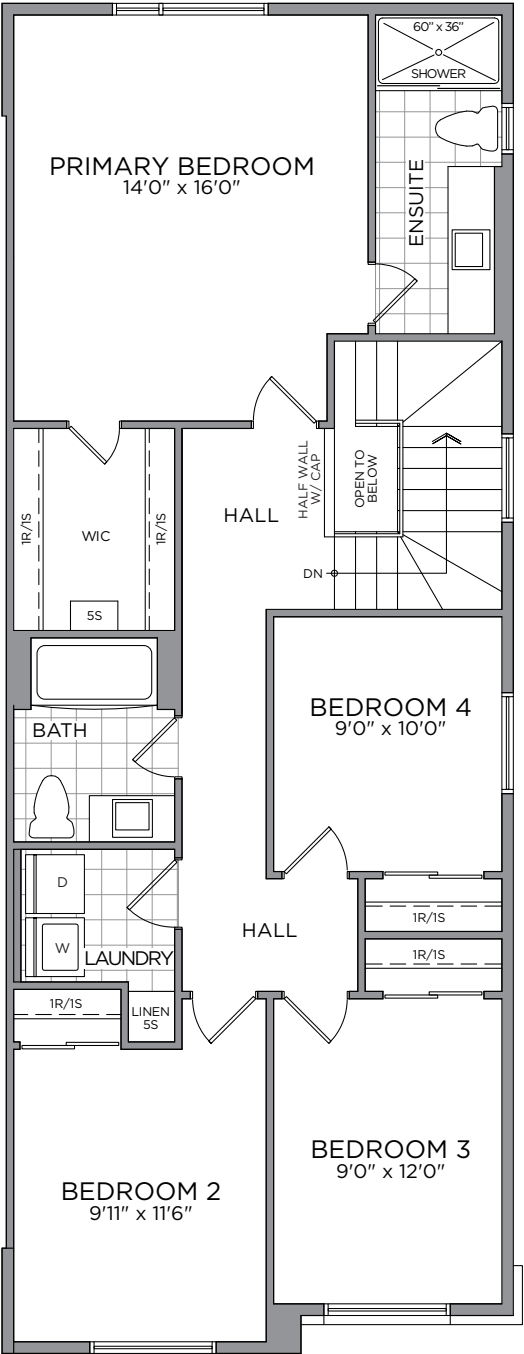 60" x 36"
SHOWER
PRIMARY BEDROOM
14'0" x 16'0"
ENSUITE
HALL
HALF WALL
W/ CAP
OPEN TO
BELOW
1R/1S
WIC
1R/1S
5S
DN
BATH
BEDROOM 4
9'0" x 10'0"
D
W
LAUNDRY
HALL
1R/1S
1R/1S
1R/1S
LINEN
5S
BEDROOM 3
9'0" x 12'0"
BEDROOM 2
9'11" x 11'6"